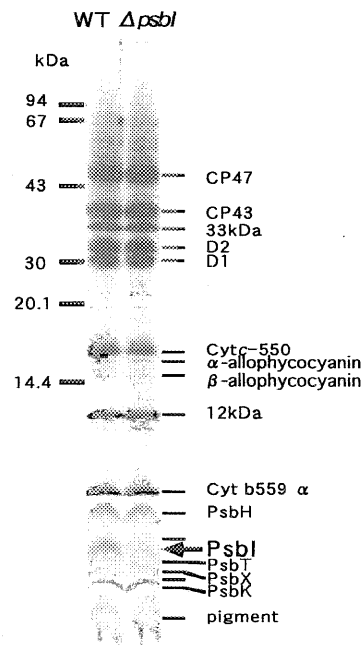 WT ΔpsbI
kDa
94
67
43
30
20.1
14.4
CP47
CP43
33kDa
D2
D1
Cytc-550
α-allophycocyanin
β-allophycocyanin
12kDa
Cyt b559 α
PsbH
PsbI
PsbT
PsbX
PsbK
pigment